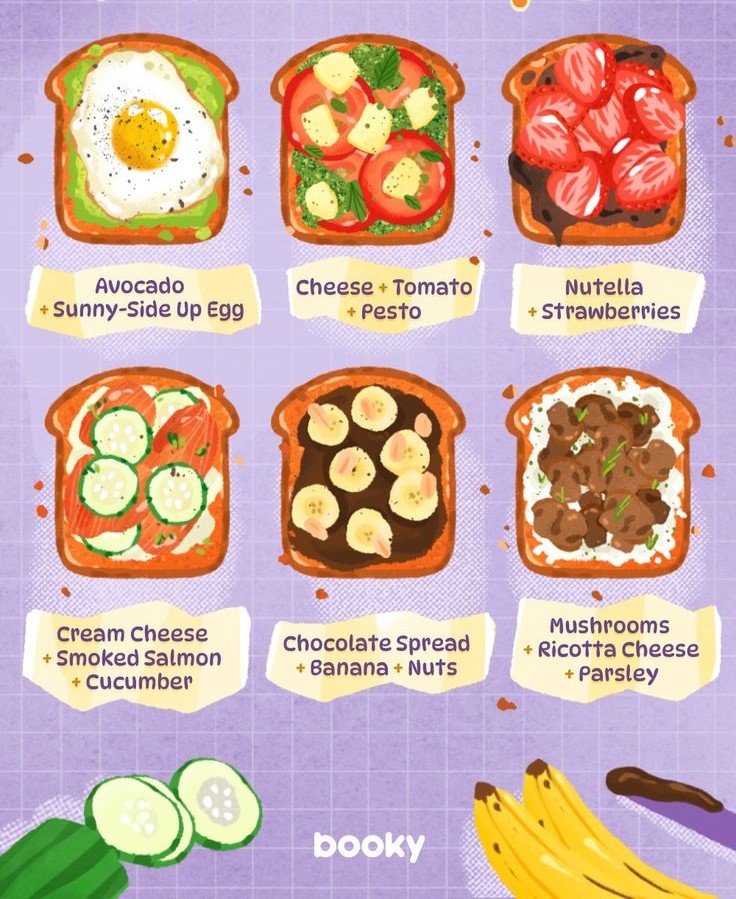 Avocado
+ Sunny-Side Up Egg
Cheese + Tomato
+ Pesto
Nutella
+ Strawberries
Cream Cheese
+ Smoked Salmon
+ Cucumber
Chocolate Spread
+ Banana + Nuts
Mushrooms
+ Ricotta Cheese
+ Parsley
booky